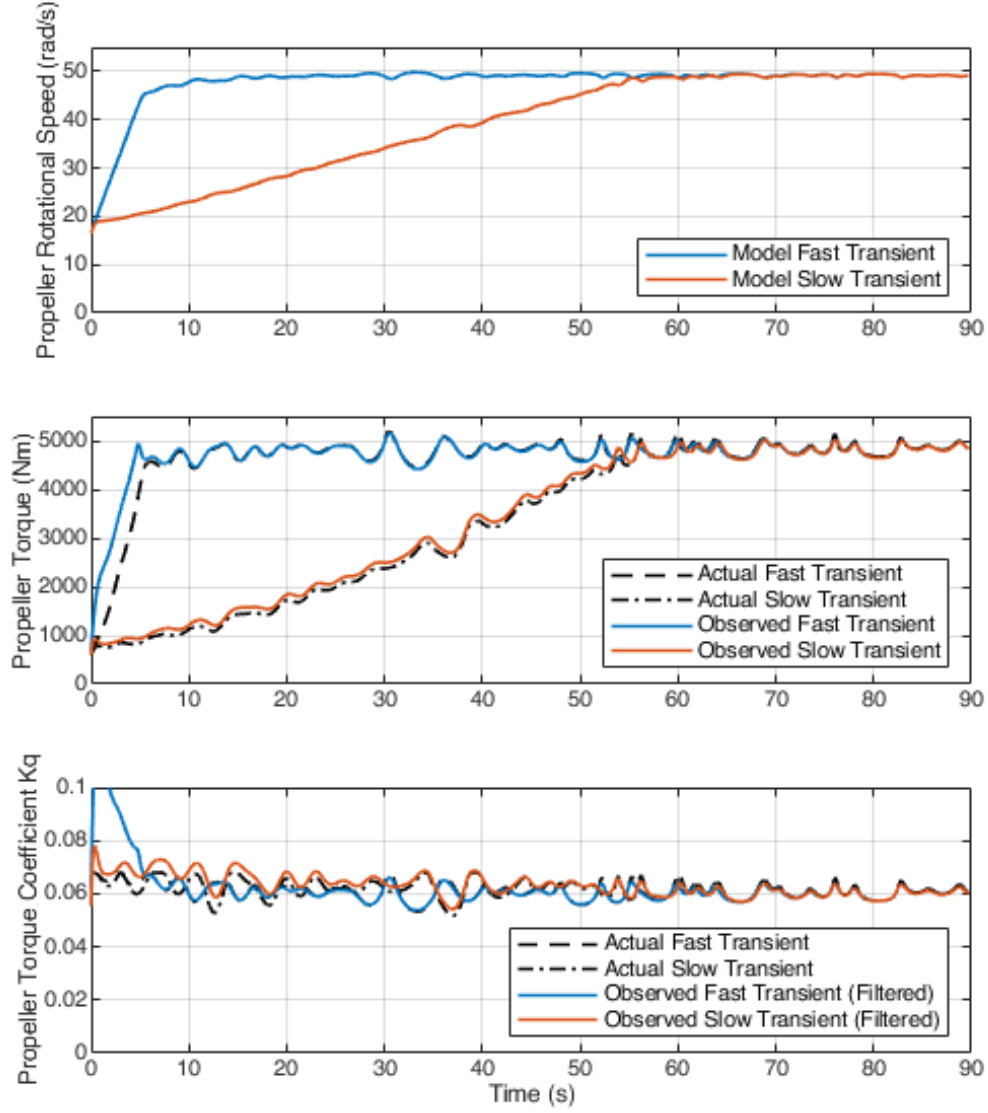 Propeller Rotational Speed (rad/s)
50
40
30
20
10
0
Model Fast Transient
Model Slow Transient
0 10 20 30 40 50 60 70 80 90
Propeller Torque (Nm)
5000
4000
3000
2000
1000
0
Actual Fast Transient
Actual Slow Transient
Observed Fast Transient
Observed Slow Transient
0 10 20 30 40 50 60 70 80 90
Propeller Torque Coefficient Kq
0.1
0.08
0.06
0.04
0.02
0
Actual Fast Transient
Actual Slow Transient
Observed Fast Transient (Filtered)
Observed Slow Transient (Filtered)
0 10 20 30 40 50 60 70 80 90
Time (s)